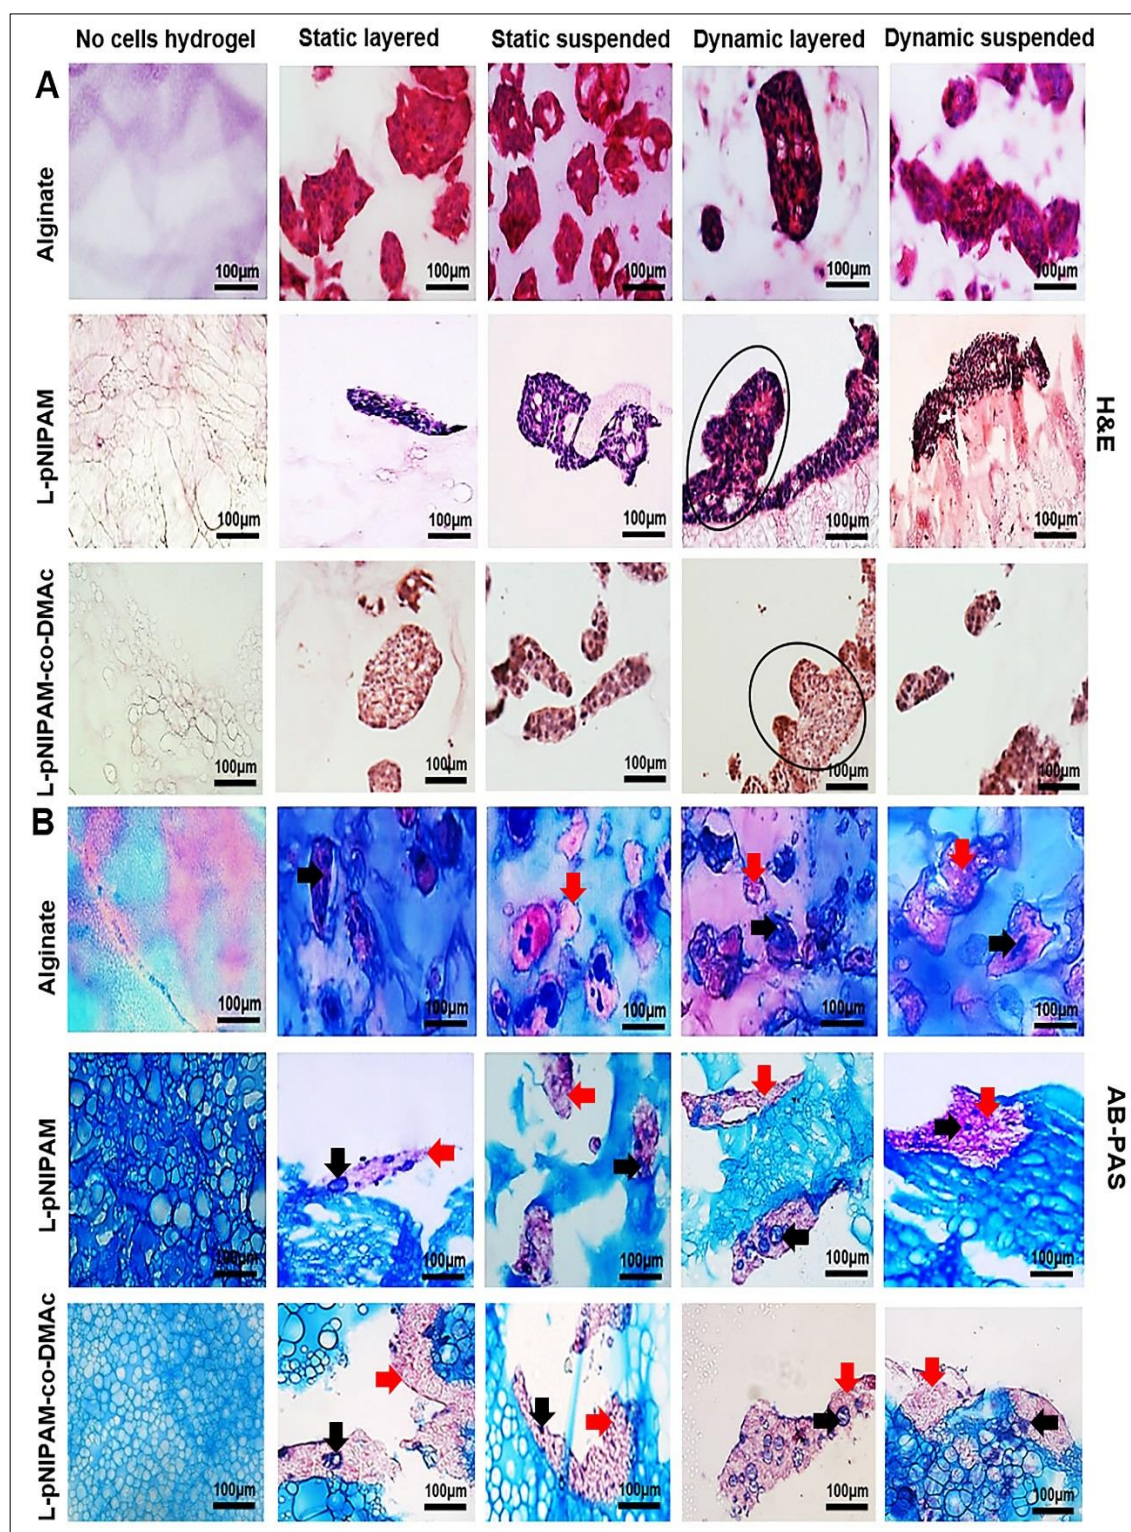 No cells hydrogel Static layered Static suspended Dynamic layered Dynamic suspended
A
Alginate
100µm 100µm 100µm 100µm 100µm
L-pNIPAM
100µm 100µm 100µm 100µm 100µm
H&E
L-pNIPAM-co-DMAc
100µm 100µm 100µm 100µm 100µm
B
Alginate
100µm 100µm 100µm 100µm 100µm
L-pNIPAM
100µm 100µm 100µm 100µm 100µm
AB-PAS
L-pNIPAM-co-DMAc
100µm 100µm 100µm 100µm 100µm